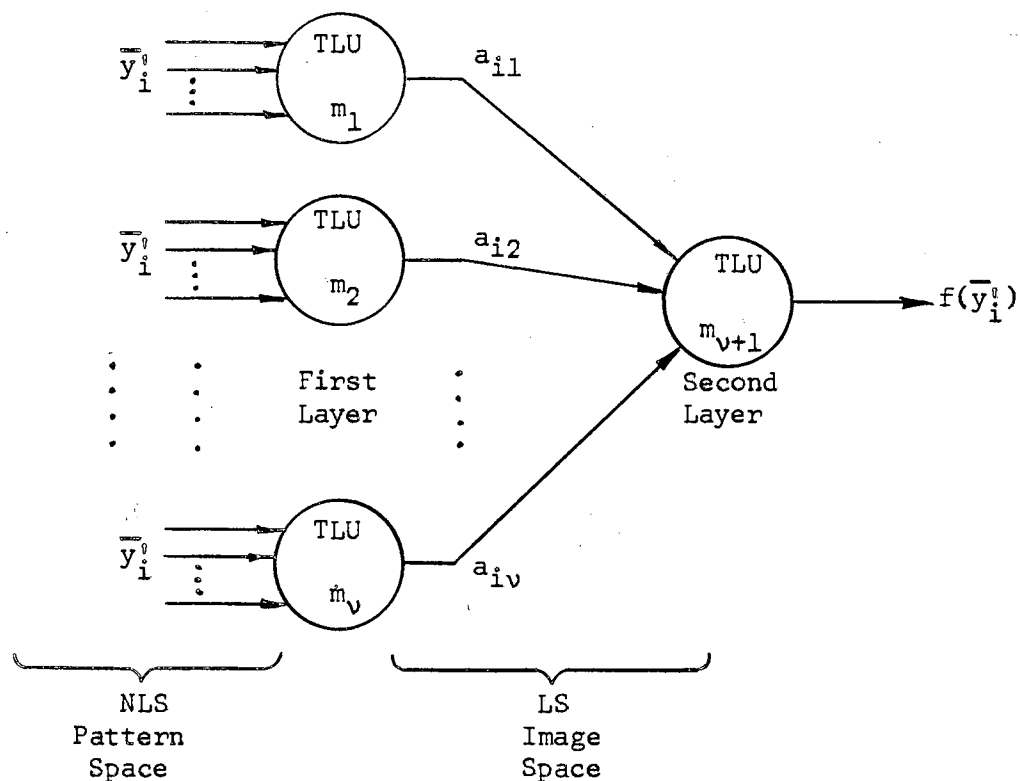 TLU
ȳ'ᵢ
m₁
aᵢ₁
TLU
ȳ'ᵢ
m₂
aᵢ₂
TLU
m_ν+1
f(ȳ'ᵢ)
First
Layer
Second
Layer
TLU
ȳ'ᵢ
m_ν
a_iν
NLS
Pattern
Space
LS
Image
Space